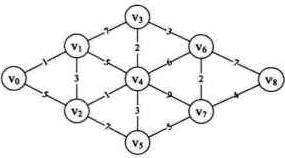 v₃
7 3
v₁ 2 v₆
1 5 6 7
v₀ 3 v₄ 2 v₈
5 1 9 4
v₂ 3 v₇
7 5
v₅